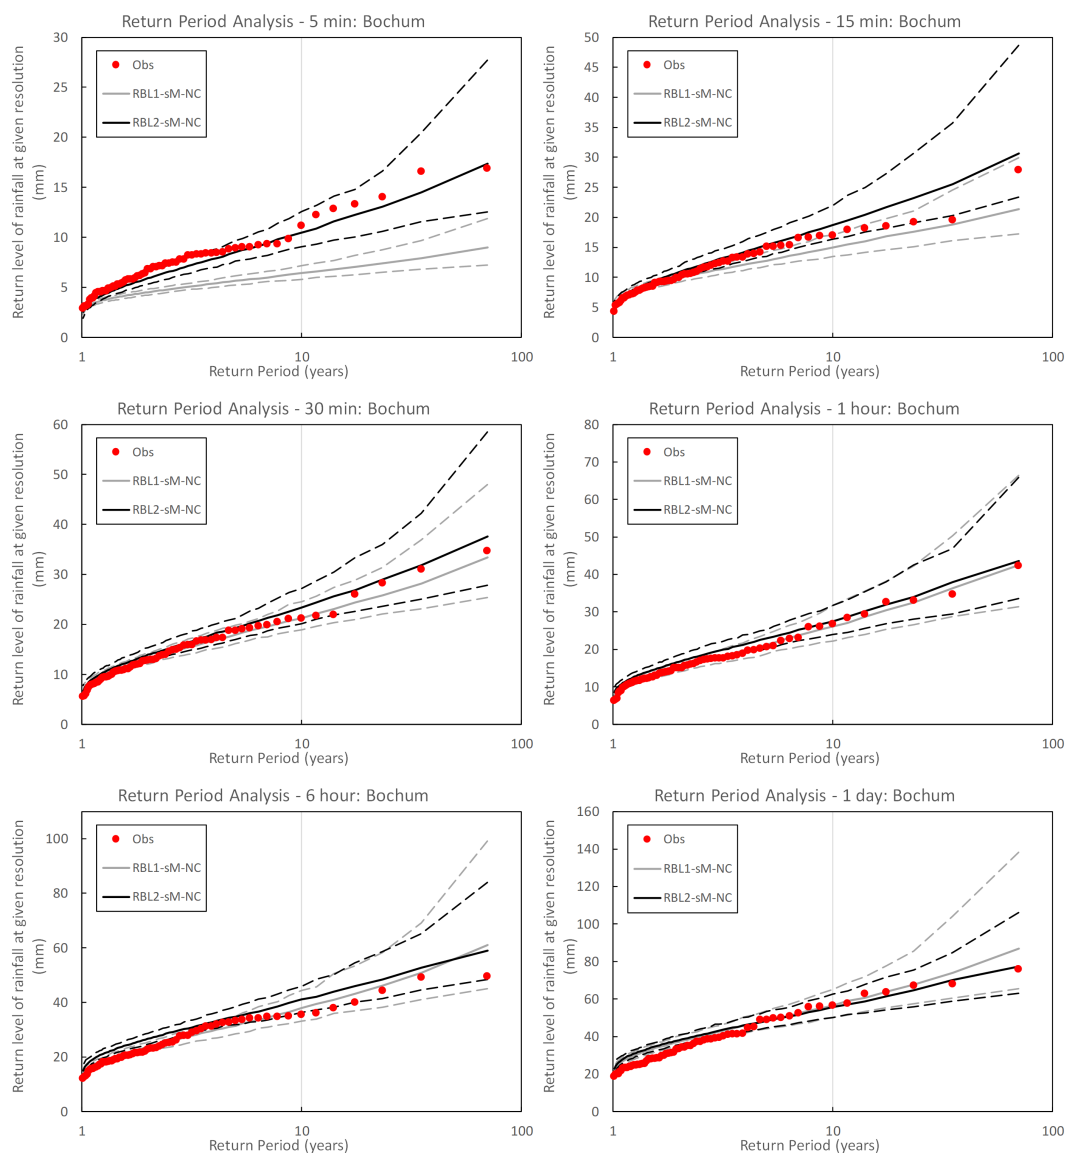 Return Period Analysis - 5 min: Bochum
Return level of rainfall at given resolution
(mm)
30
25
20
15
10
5
0
Obs
RBL1-sM-NC
RBL2-sM-NC
1
10
100
Return Period (years)
Return Period Analysis - 15 min: Bochum
Return level of rainfall at given resolution
(mm)
50
45
40
35
30
25
20
15
10
5
0
Obs
RBL1-sM-NC
RBL2-sM-NC
1
10
100
Return Period (years)
Return Period Analysis - 30 min: Bochum
Return level of rainfall at given resolution
(mm)
60
50
40
30
20
10
0
Obs
RBL1-sM-NC
RBL2-sM-NC
1
10
100
Return Period (years)
Return Period Analysis - 1 hour: Bochum
Return level of rainfall at given resolution
(mm)
80
70
60
50
40
30
20
10
0
Obs
RBL1-sM-NC
RBL2-sM-NC
1
10
100
Return Period (years)
Return Period Analysis - 6 hour: Bochum
Return level of rainfall at given resolution
(mm)
100
80
60
40
20
0
Obs
RBL1-sM-NC
RBL2-sM-NC
1
10
100
Return Period (years)
Return Period Analysis - 1 day: Bochum
Return level of rainfall at given resolution
(mm)
160
140
120
100
80
60
40
20
0
Obs
RBL1-sM-NC
RBL2-sM-NC
1
10
100
Return Period (years)